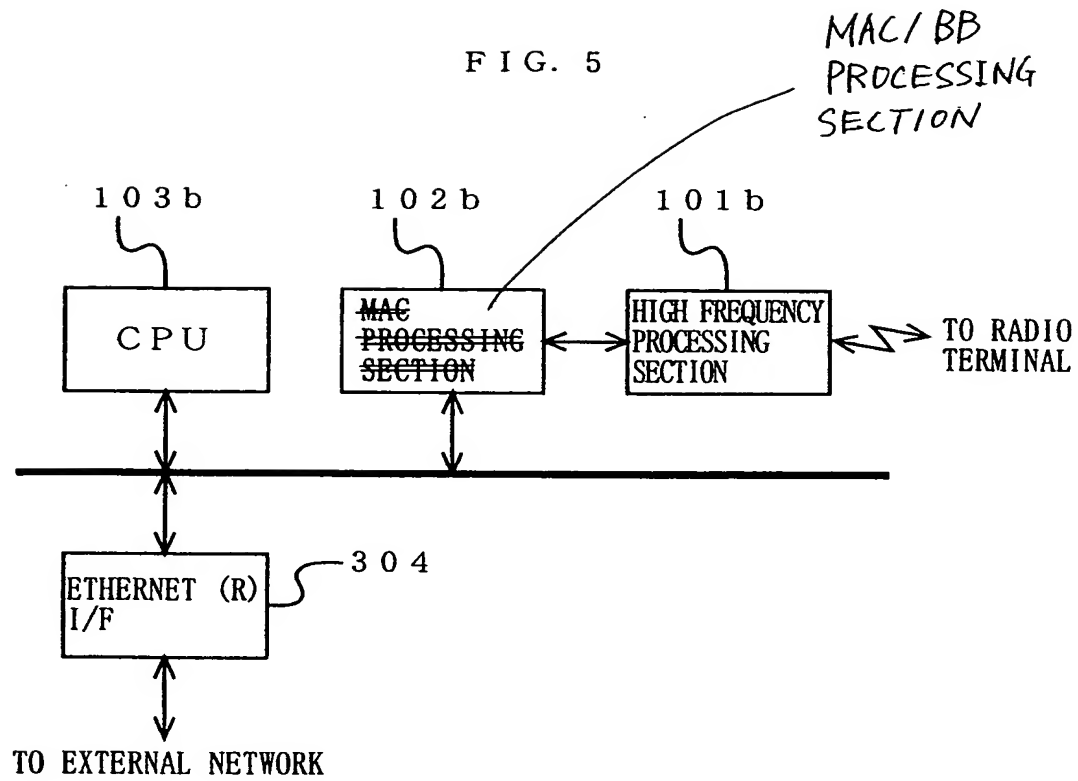 FIG. 5
MAC/BB
PROCESSING
SECTION
103b
102b
101b
CPU
MAC
PROCESSING
SECTION
HIGH FREQUENCY
PROCESSING
SECTION
TO RADIO
TERMINAL
304
ETHERNET (R)
I/F
TO EXTERNAL NETWORK